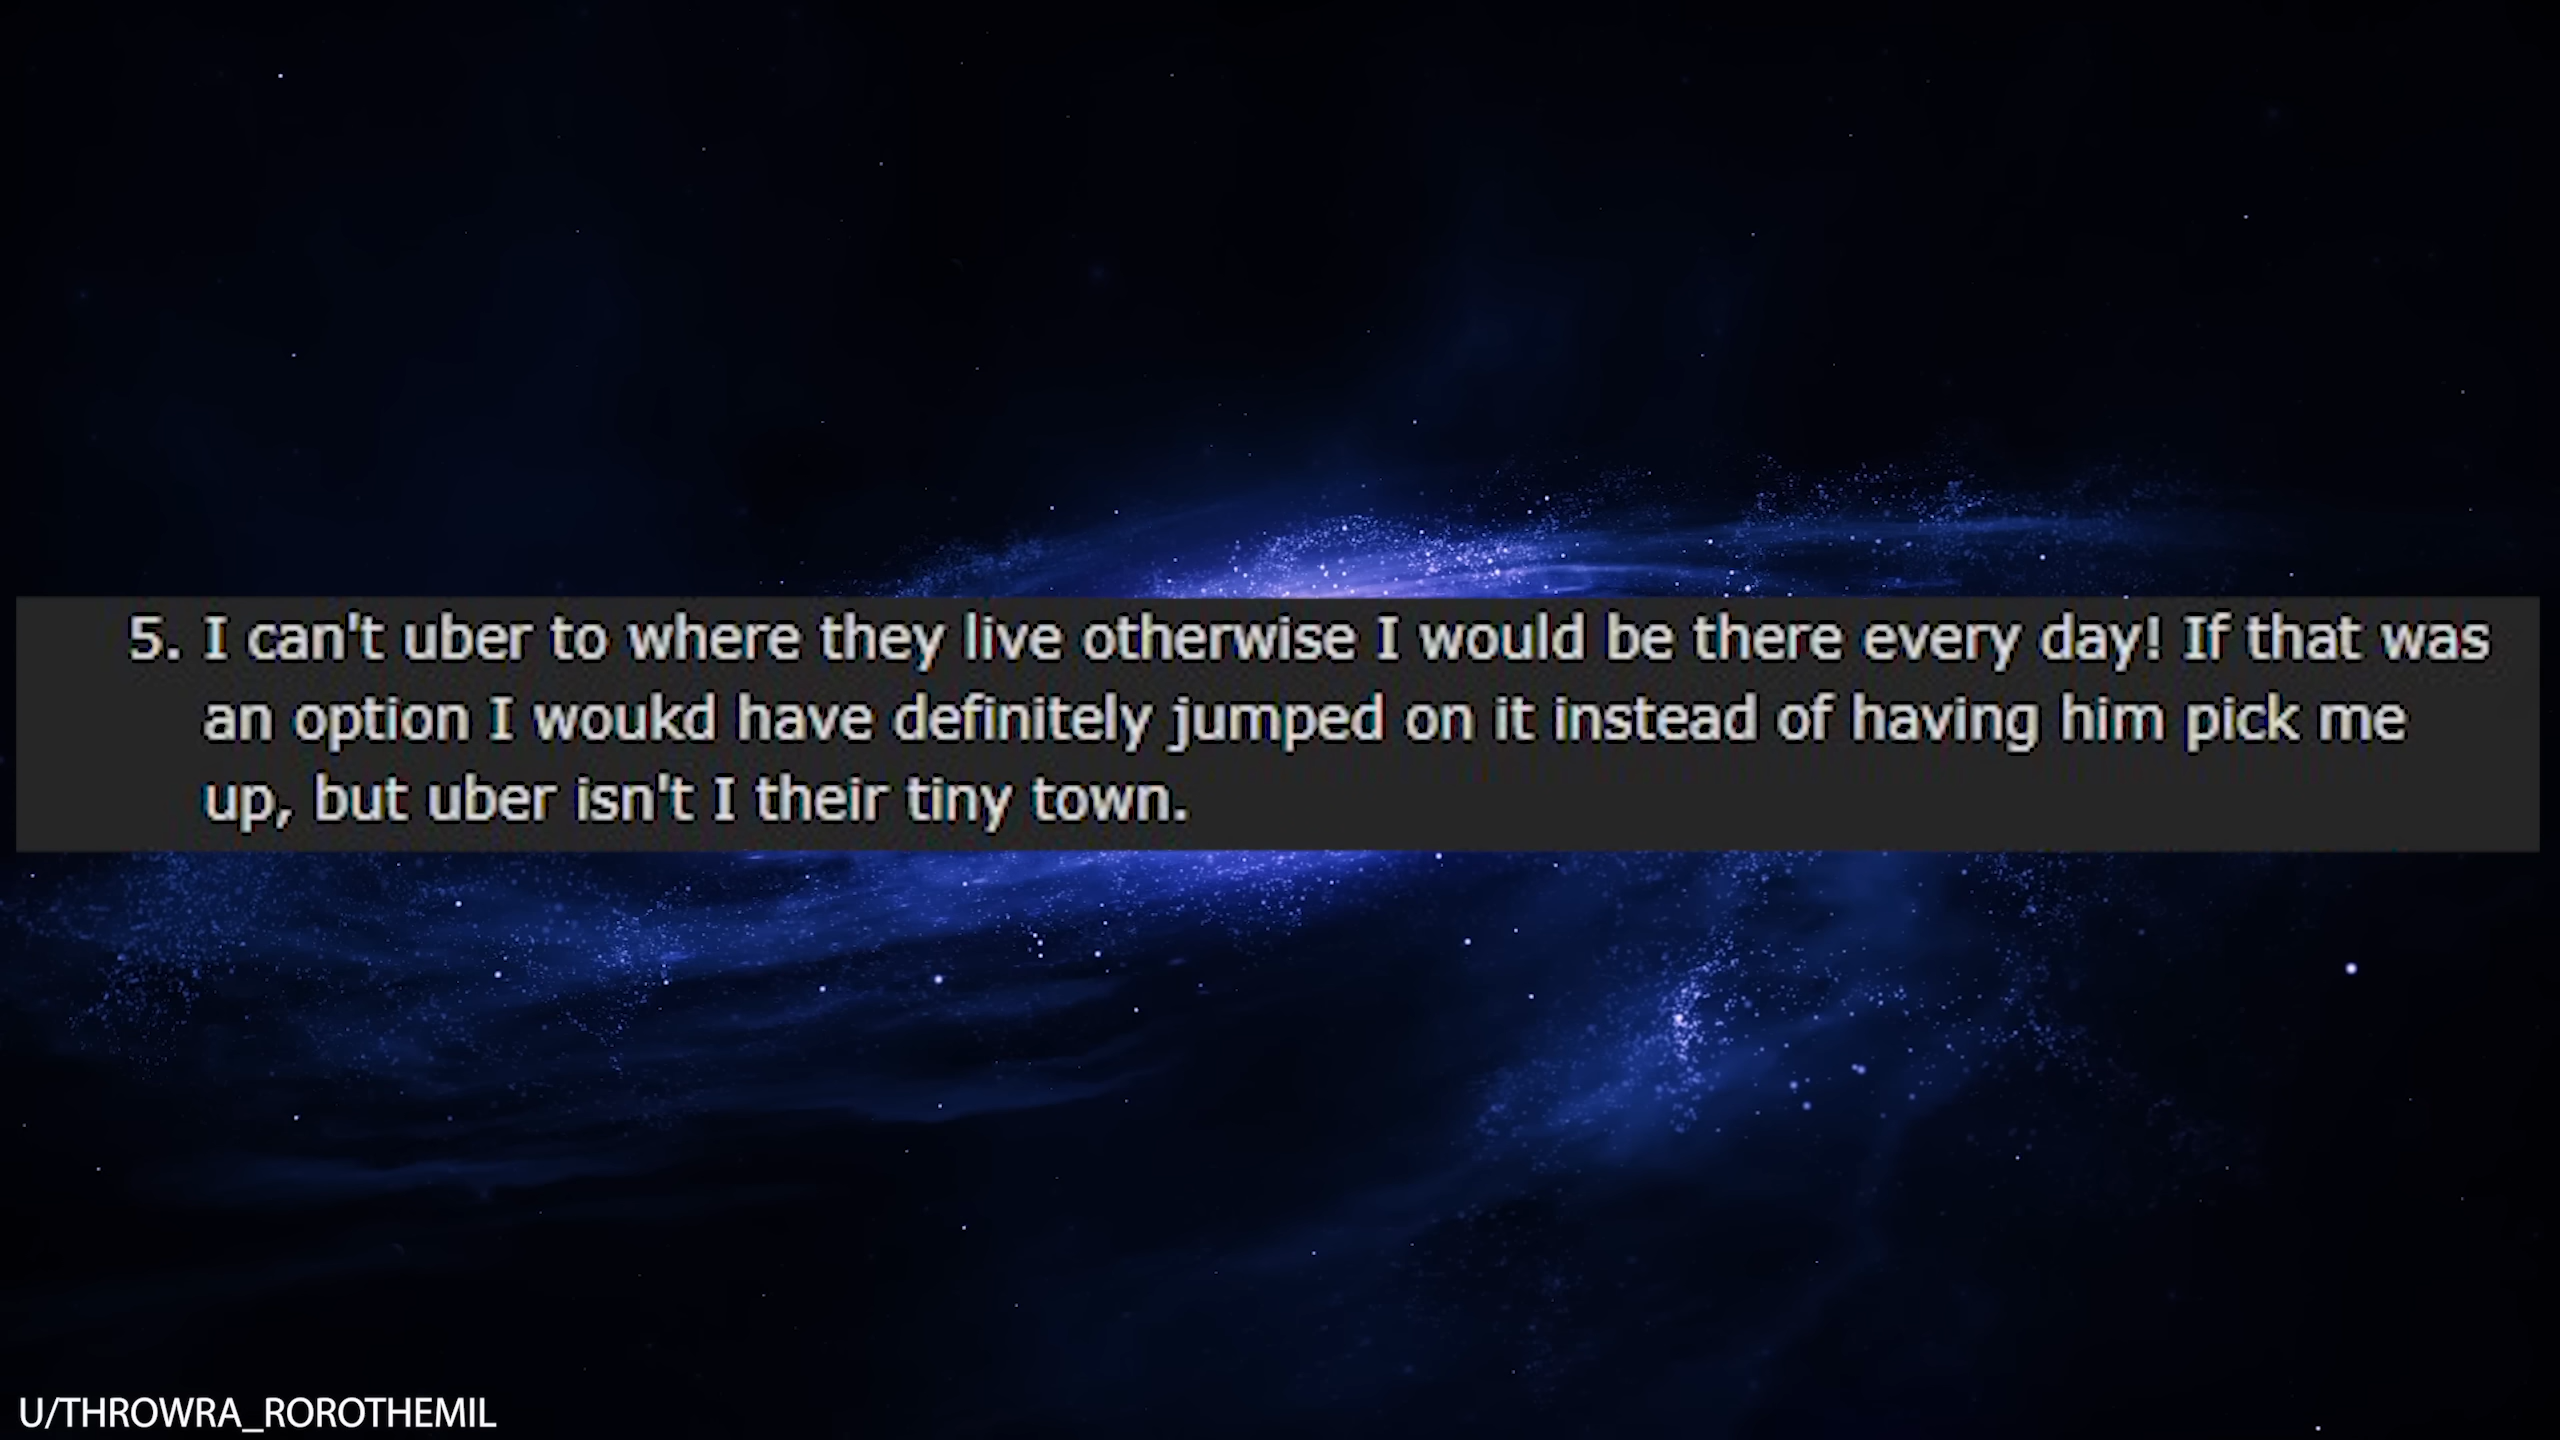 5. I can't uber to where they live otherwise I would be there every day! If that was
an option I woukd have definitely jumped on it instead of having him pick me
up, but uber isn't I their tiny town.
U/THROWRA_ROROTHEMIL